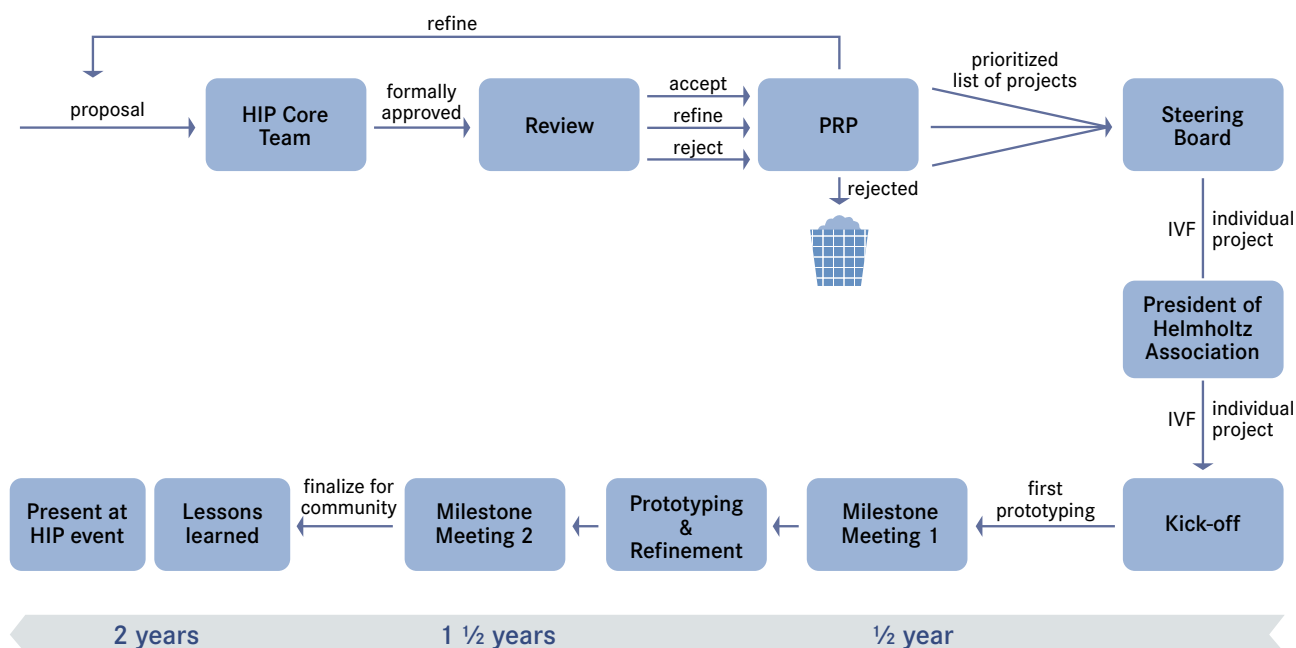 refine
proposal
HIP Core
Team
formally
approved
Review
accept
refine
reject
PRP
rejected
prioritized
list of projects
Steering
Board
IVF
individual
project
President of
Helmholtz
Association
IVF
individual
project
Kick-off
first
prototyping
Milestone
Meeting 1
Prototyping
&
Refinement
Milestone
Meeting 2
finalize for
community
Lessons
learned
Present at
HIP event
2 years
1 ½ years
½ year